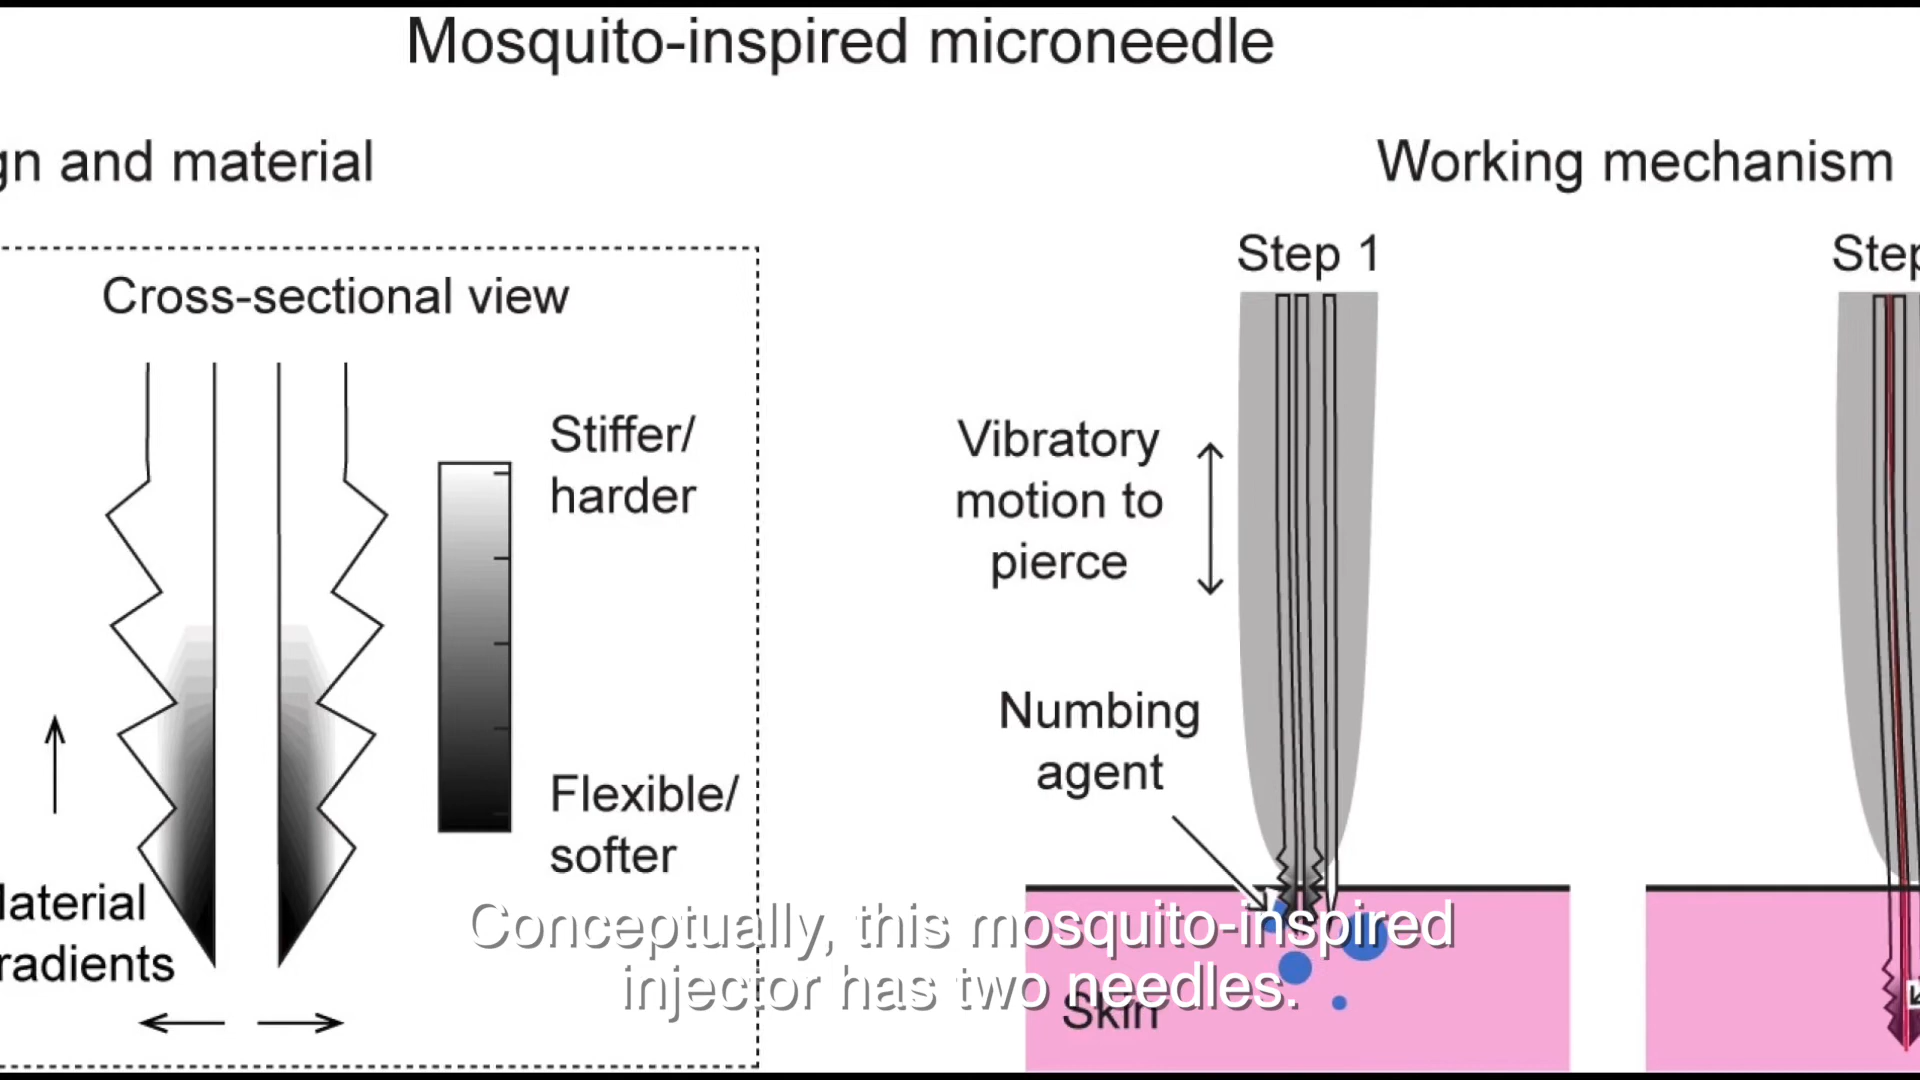 Mosquito-inspired microneedle
gn and material
Working mechanism
Cross-sectional view
Stiffer/
harder
Flexible/
softer
Material
radients
Step 1
Step
Vibratory
motion to
pierce
Numbing
agent
Skin
Conceptually, this mosquito-inspired
injector has two needles.